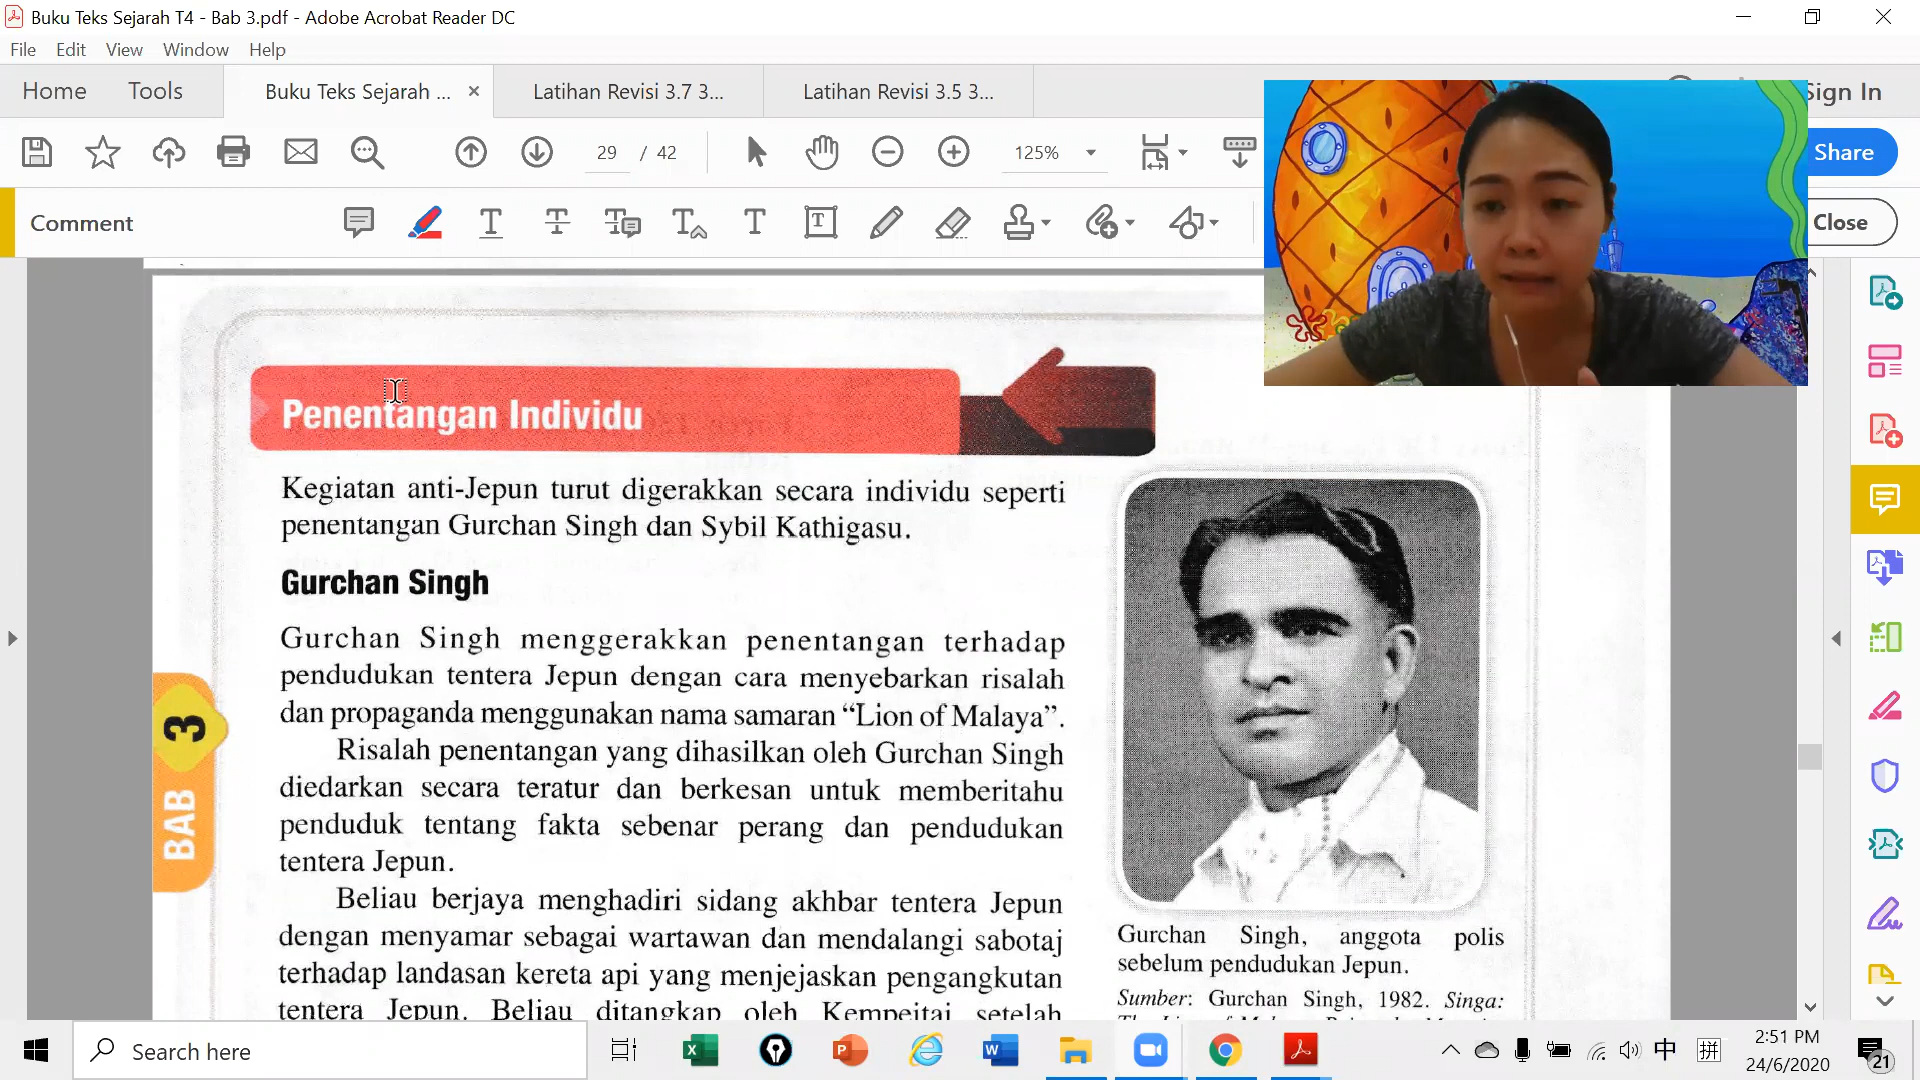 Buku Teks Sejarah T4 - Bab 3.pdf - Adobe Acrobat Reader DC
File Edit View Window Help
Home Tools Buku Teks Sejarah ... × Latihan Revisi 3.7 3... Latihan Revisi 3.5 3... Sign In
29 / 42 125% Share
Comment Close
Penentangan Individu
Kegiatan anti-Jepun turut digerakkan secara individu seperti
penentangan Gurchan Singh dan Sybil Kathigasu.
Gurchan Singh
Gurchan Singh menggerakkan penentangan terhadap
pendudukan tentera Jepun dengan cara menyebarkan risalah
dan propaganda menggunakan nama samaran “Lion of Malaya”.
Risalah penentangan yang dihasilkan oleh Gurchan Singh
diedarkan secara teratur dan berkesan untuk memberitahu
penduduk tentang fakta sebenar perang dan pendudukan
tentera Jepun.
Beliau berjaya menghadiri sidang akhbar tentera Jepun
dengan menyamar sebagai wartawan dan mendalangi sabotaj
terhadap landasan kereta api yang menjejaskan pengangkutan
tentera Jepun. Beliau ditangkap oleh Kempeitai setelah
Gurchan Singh, anggota polis
sebelum pendudukan Jepun.
Sumber: Gurchan Singh, 1982. Singa:
BAB 3
Search here
中 拼
2:51 PM
24/6/2020
21